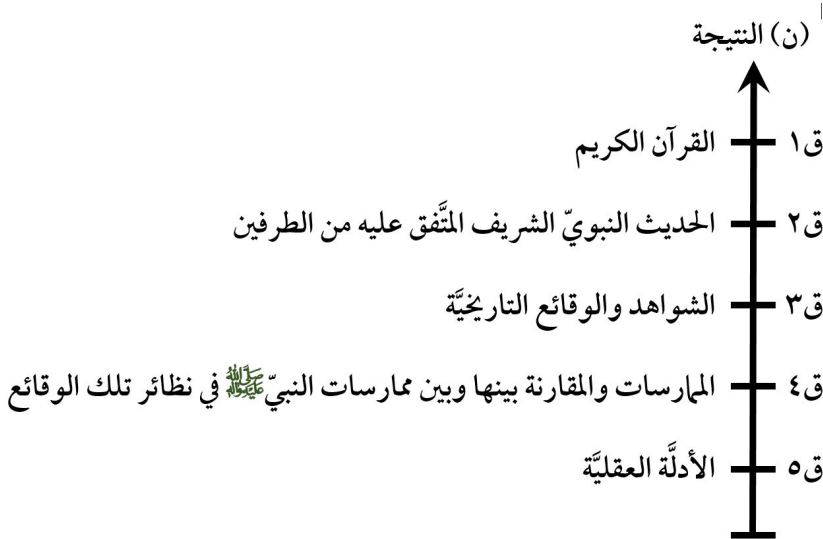 (ن) النتيجة
ق١ القرآن الكريم
ق٢ الحديث النبويّ الشريف المتَّفق عليه من الطرفين
ق٣ الشواهد والوقائع التاريخيَّة
ق٤ الممارسات والمقارنة بينها وبين ممارسات النبيّ ﷺ في نظائر تلك الوقائع
ق٥ الأدلَّة العقليَّة